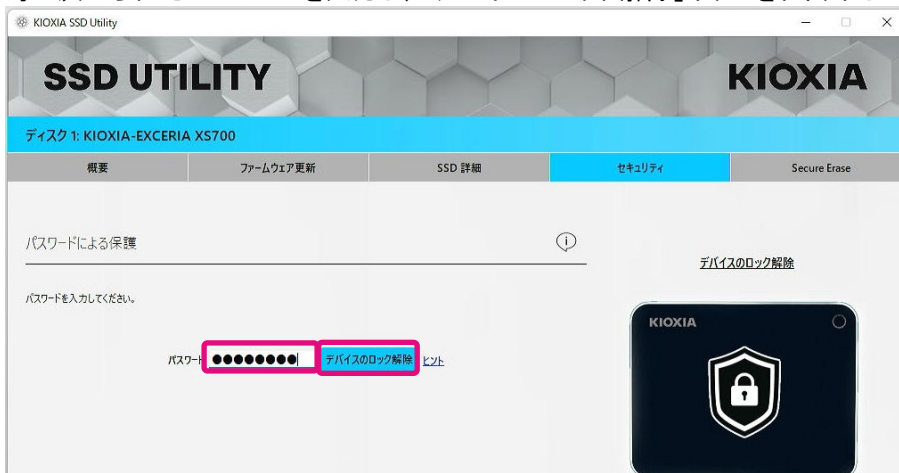 KIOXIA SSD Utility
SSD UTILITY
KIOXIA
ディスク 1: KIOXIA-EXCERIA XS700
概要 ファームウェア更新 SSD 詳細 セキュリティ Secure Erase
パスワードによる保護
デバイスのロック解除
パスワードを入力してください。
KIOXIA
パスワード ●●●●●●●● デバイスのロック解除 ヒント